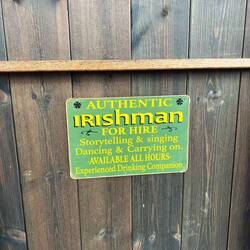 AUTHENTIC
IRISHMAN
FOR HIRE
Storytelling & singing
Dancing & Carrying on.
-AVAILABLE ALL HOURS-
Experienced Drinking Companion.